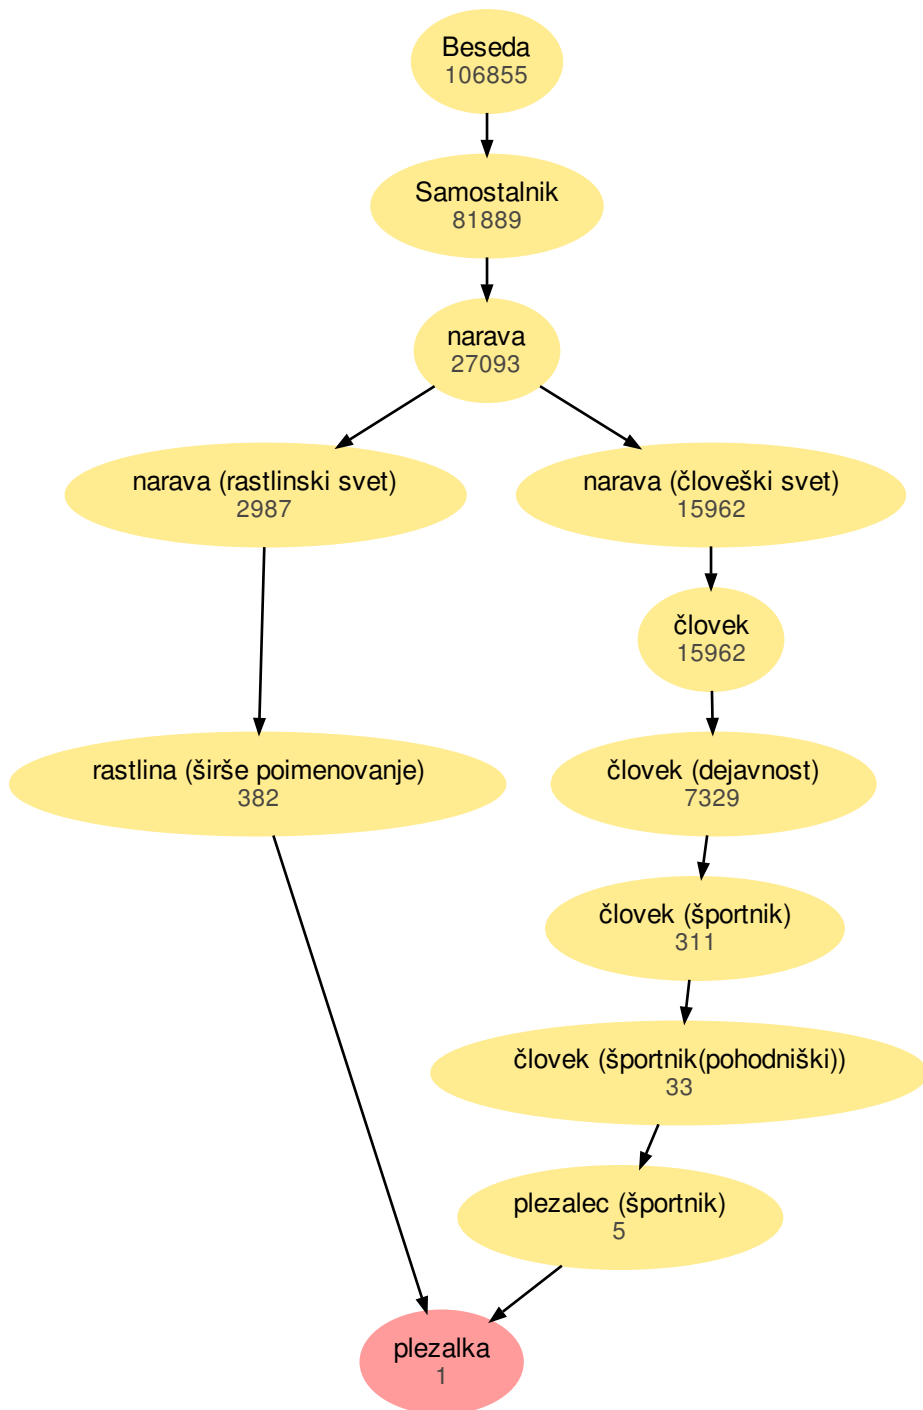 Beseda
106855
Samostalnik
81889
narava
27093
narava (rastlinski svet)
2987
narava (človeški svet)
15962
človek
15962
rastlina (širše poimenovanje)
382
človek (dejavnost)
7329
človek (športnik)
311
človek (športnik(pohodniški))
33
plezalec (športnik)
5
plezalka
1